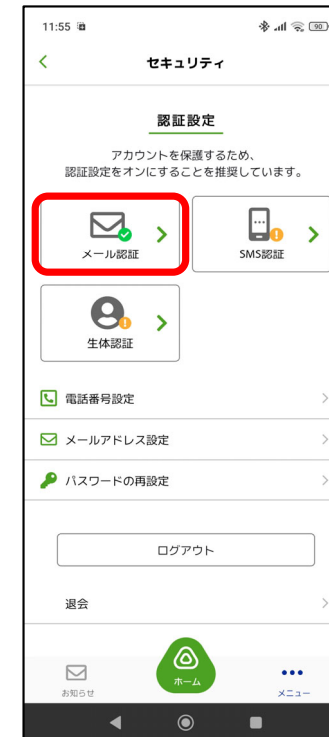 11:55
90
セキュリティ
認証設定
アカウントを保護するため、
認証設定をオンにすることを推奨しています。
メール認証
SMS認証
生体認証
電話番号設定
メールアドレス設定
パスワードの再設定
ログアウト
退会
お知らせ
ホーム
メニュー